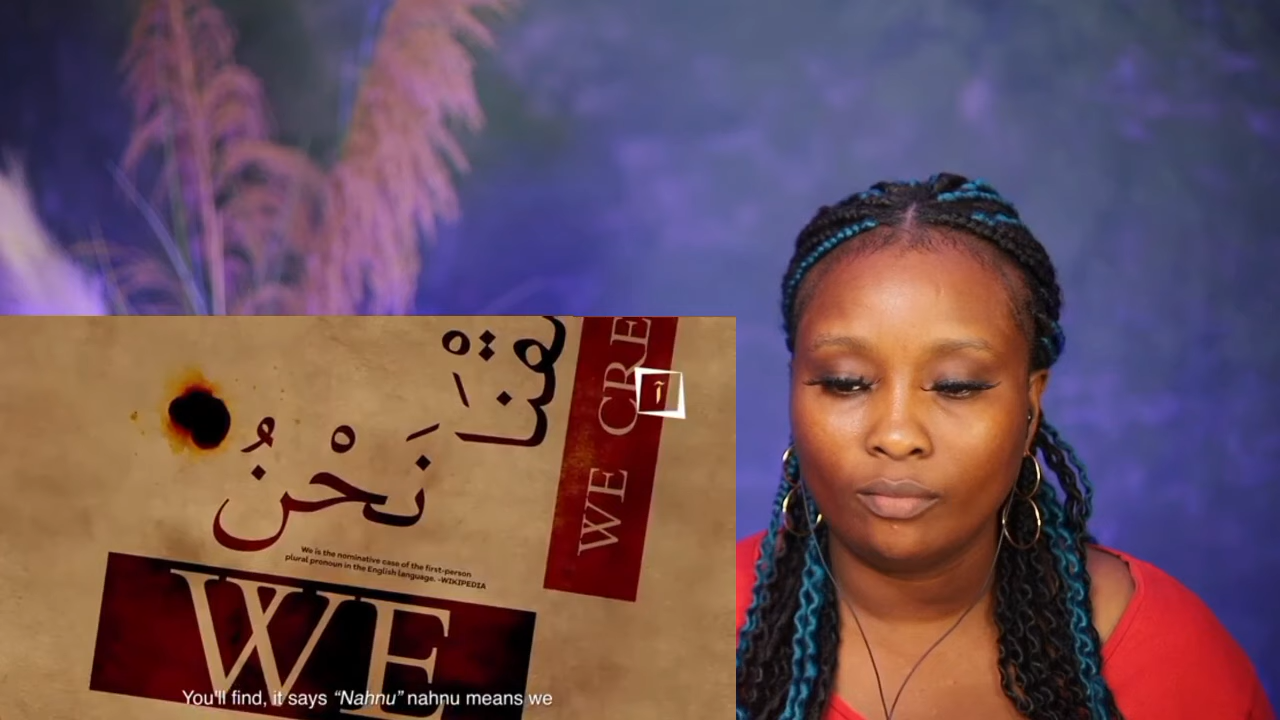 قْنَا
WE CRE
آ
نَحْنُ
We is the nominative case of the first-person
plural pronoun in the English language. -WIKIPEDIA
WE
You'll find, it says “Nahnu” nahnu means we